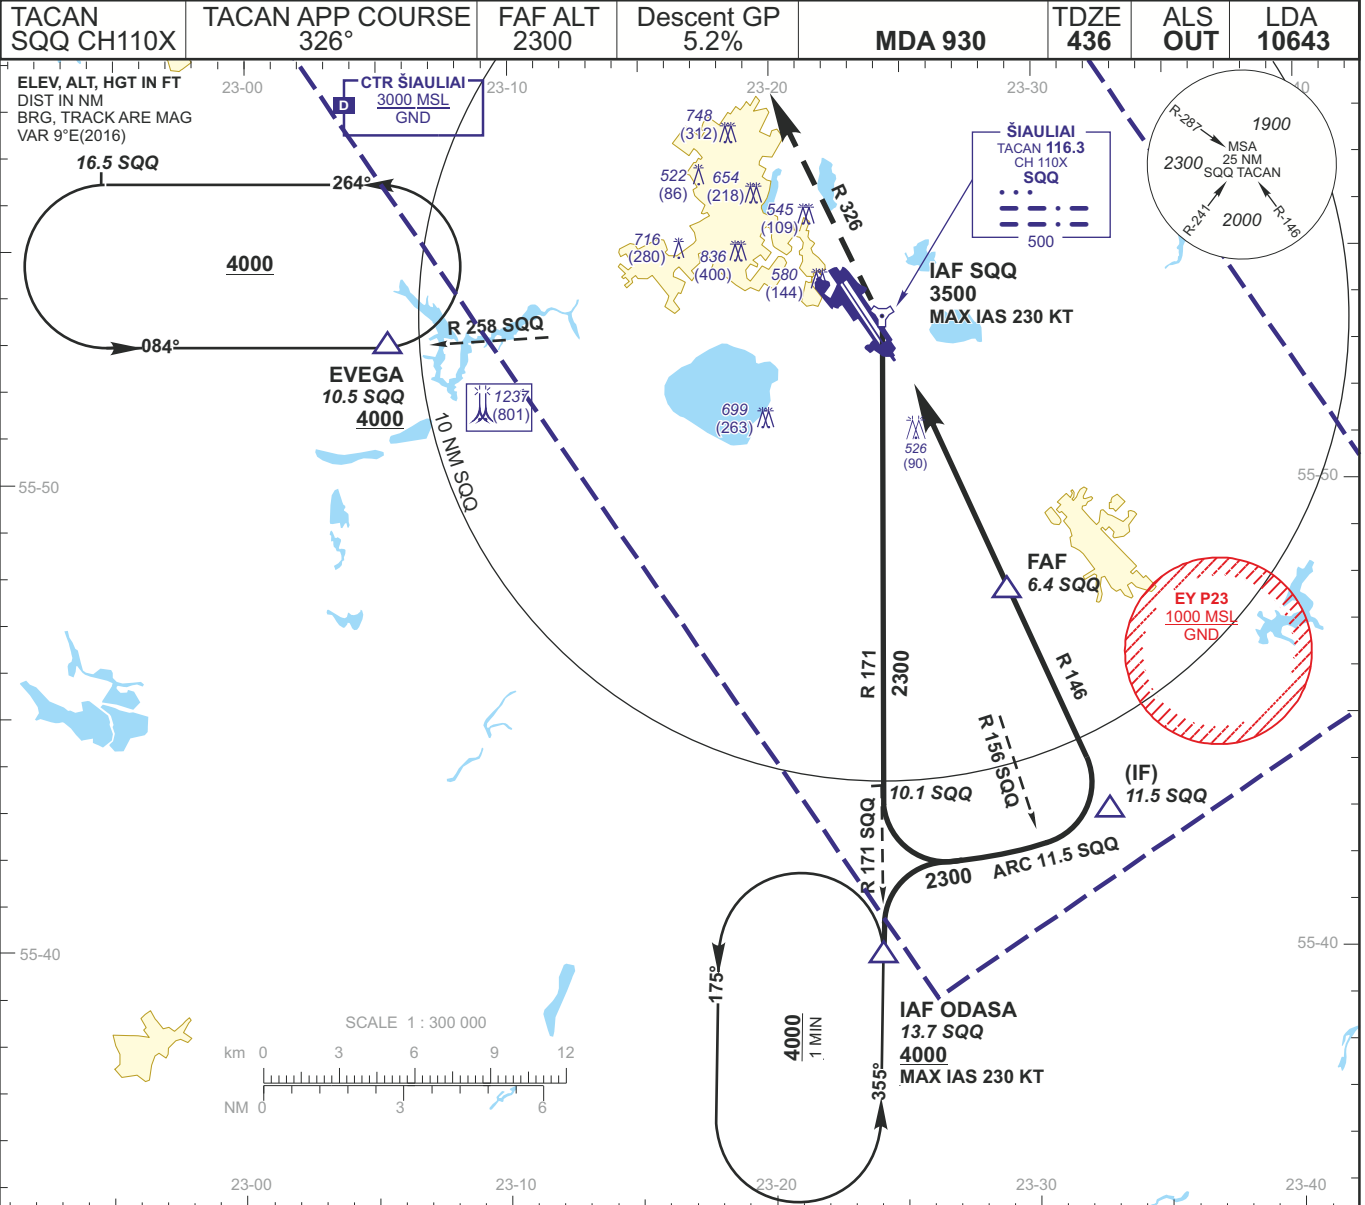 TACAN
SQQ CH110X
TACAN APP COURSE
326°
FAF ALT
2300
Descent GP
5.2%
MDA 930
TDZE
436
ALS
OUT
LDA
10643
ELEV, ALT, HGT IN FT
DIST IN NM
BRG, TRACK ARE MAG
VAR 9°E(2016)
23-00
CTR ŠIAULIAI
D
3000 MSL
GND
23-10
23-20
23-30
10
748
(312)
522
(86)
654
(218)
545
(109)
716
(280)
836
(400)
580
(144)
R 326
ŠIAULIAI
TACAN 116.3
CH 110X
SQQ
500
R-287
1900
MSA
25 NM
SQQ TACAN
2300
R-241
2000
R-146
16.5 SQQ
264°
4000
084°
EVEGA
10.5 SQQ
4000
R 258 SQQ
1237
(801)
10 NM SQQ
699
(263)
IAF SQQ
3500
MAX IAS 230 KT
526
(90)
55-50
55-50
FAF
6.4 SQQ
EY P23
1000 MSL
GND
R 171
2300
R 146
R 156 SQQ
(IF)
11.5 SQQ
10.1 SQQ
R 171 SQQ
ARC 11.5 SQQ
2300
55-40
55-40
175°
4000
1 MIN
355°
IAF ODASA
13.7 SQQ
4000
MAX IAS 230 KT
SCALE 1 : 300 000
km 0 3 6 9 12
NM 0 3 6
23-00
23-10
23-20
23-30
23-40